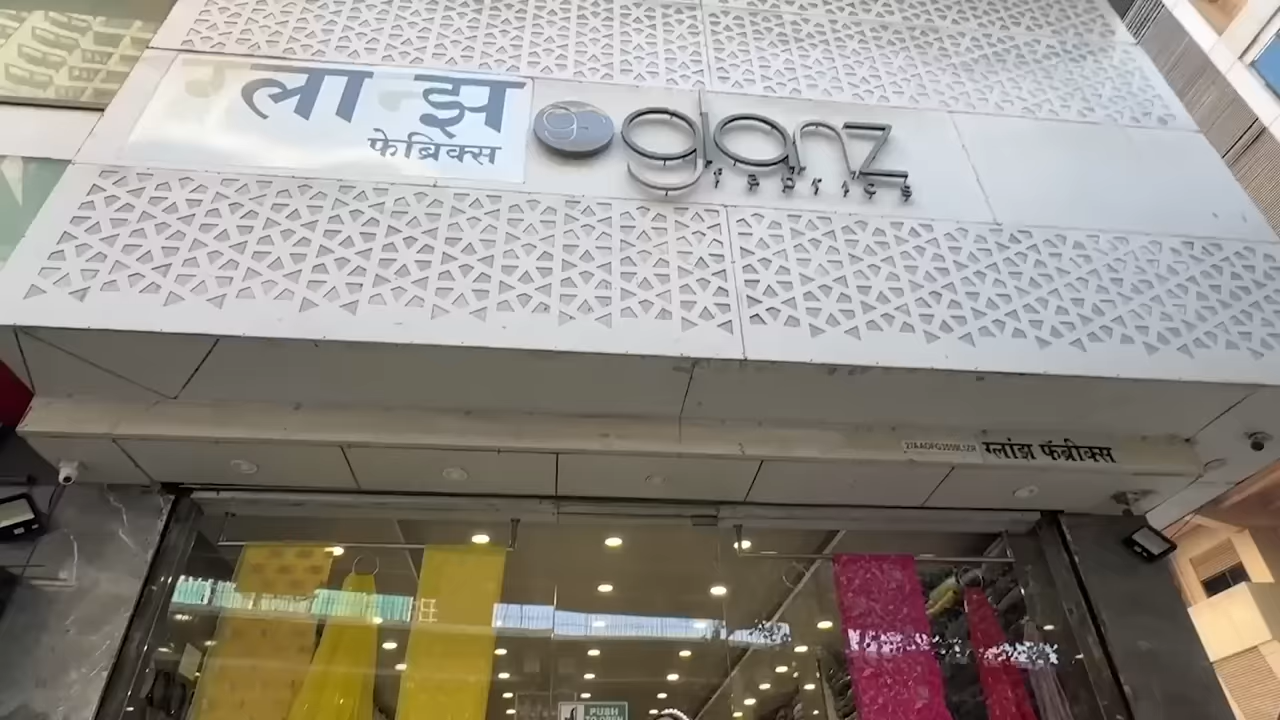 ला झ
फेब्रिक्स
g
glanz
fabrics
ग्लांझ फॅब्रीक्स
PUSH
TO OPEN